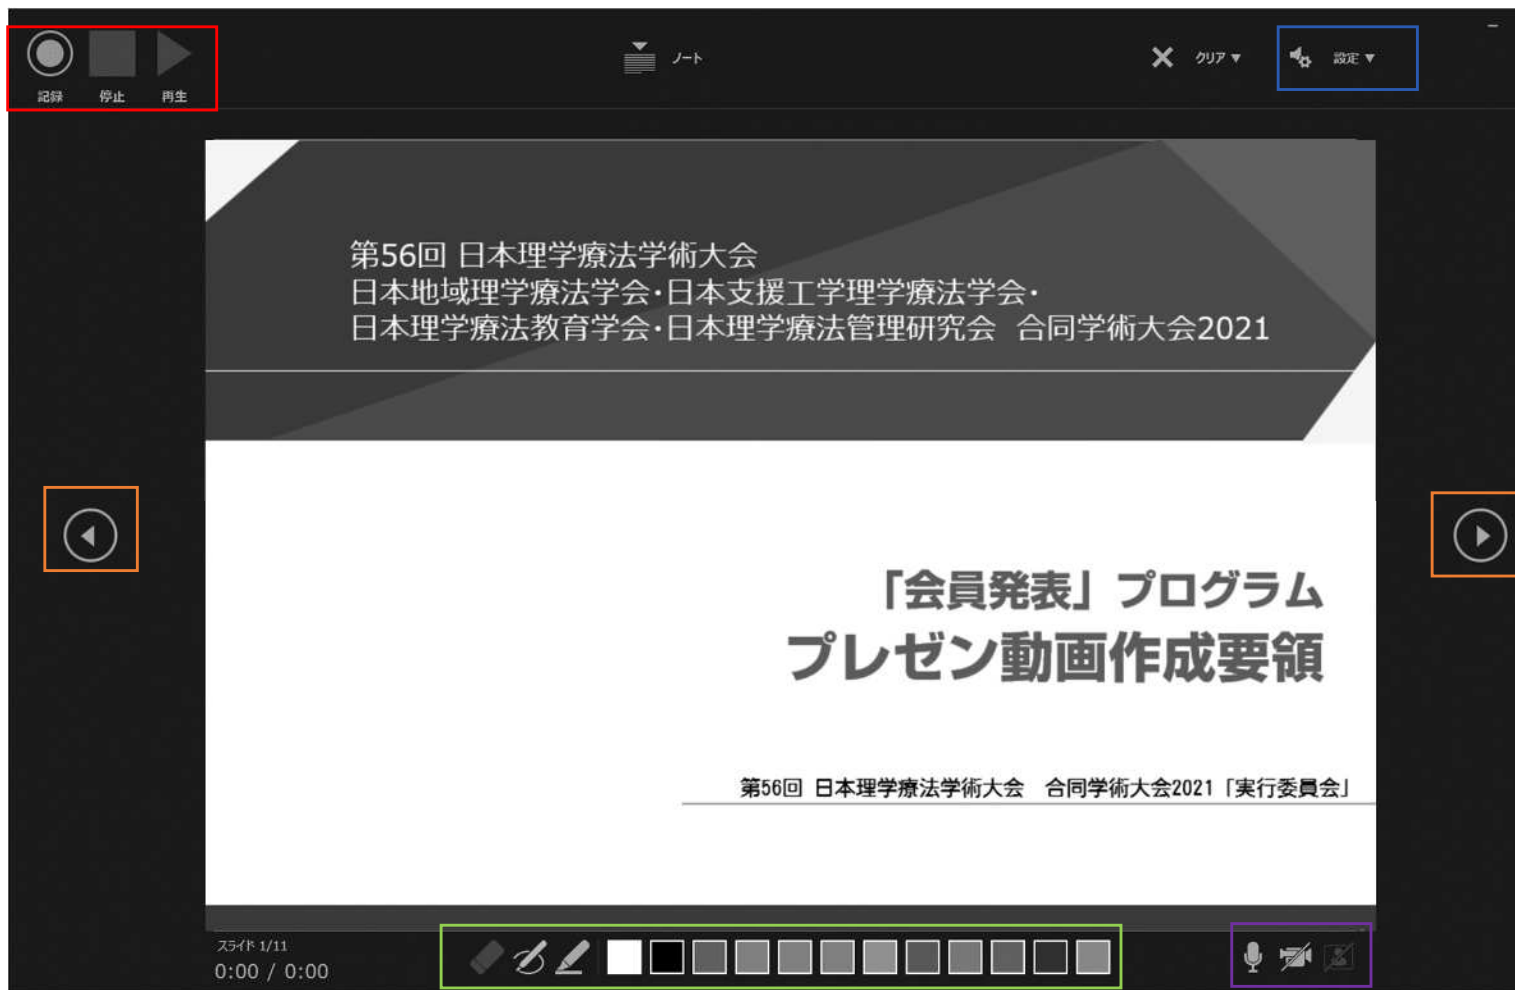 記録 停止 再生
ノート
クリア▼
設定▼
第56回 日本理学療法学術大会
日本地域理学療法学会・日本支援工学理学療法学会・
日本理学療法教育学会・日本理学療法管理研究会 合同学術大会2021
「会員発表」プログラム
プレゼン動画作成要領
第56回 日本理学療法学術大会 合同学術大会2021「実行委員会」
スライド 1/11
0:00 / 0:00